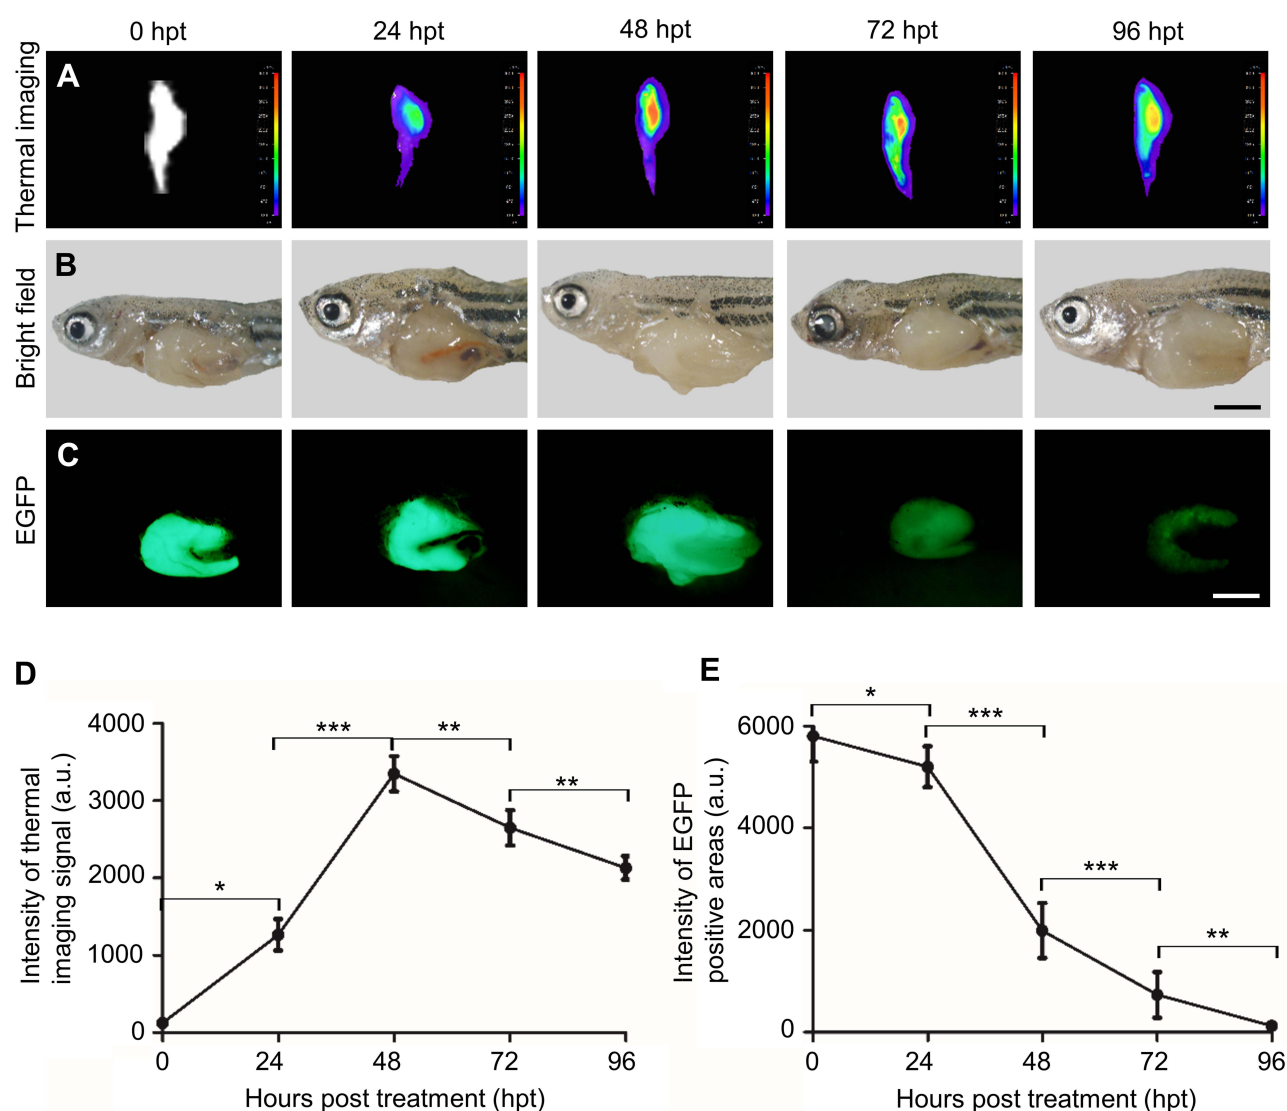 0 hpt 24 hpt 48 hpt 72 hpt 96 hpt
Thermal imaging
A
Bright field
B
EGFP
C
D
Intensity of thermal
imaging signal (a.u.)
4000
3000
2000
1000
0
* *** ** **
0 24 48 72 96
Hours post treatment (hpt)
E
Intensity of EGFP
positive areas (a.u.)
6000
4000
2000
0
* *** *** **
0 24 48 72 96
Hours post treatment (hpt)